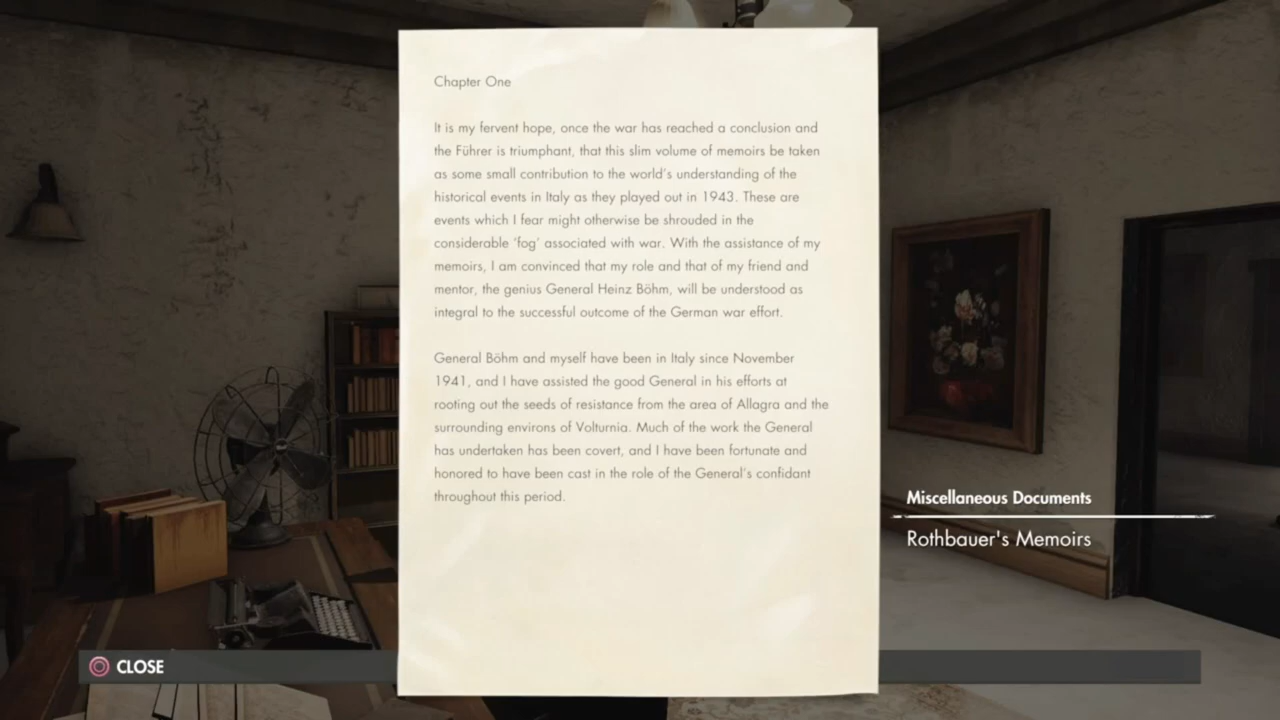 Chapter One
It is my fervent hope, once the war has reached a conclusion and
the Führer is triumphant, that this slim volume of memoirs be taken
as some small contribution to the world's understanding of the
historical events in Italy as they played out in 1943. These are
events which I fear might otherwise be shrouded in the
considerable 'fog' associated with war. With the assistance of my
memoirs, I am convinced that my role and that of my friend and
mentor, the genius General Heinz Böhm, will be understood as
integral to the successful outcome of the German war effort.
General Böhm and myself have been in Italy since November
1941, and I have assisted the good General in his efforts at
rooting out the seeds of resistance from the area of Allagra and the
surrounding environs of Volturnia. Much of the work the General
has undertaken has been covert, and I have been fortunate and
honored to have been cast in the role of the General's confidant
throughout this period.
Miscellaneous Documents
Rothbauer's Memoirs
CLOSE